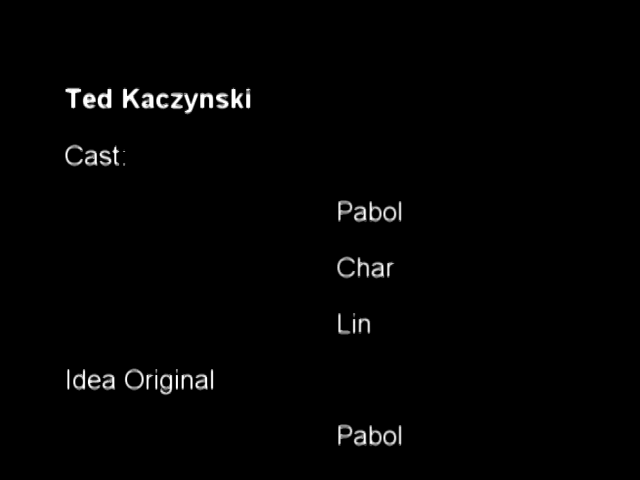 Ted Kaczynski
Cast:
Pabol
Char
Lin
Idea Original
Pabol